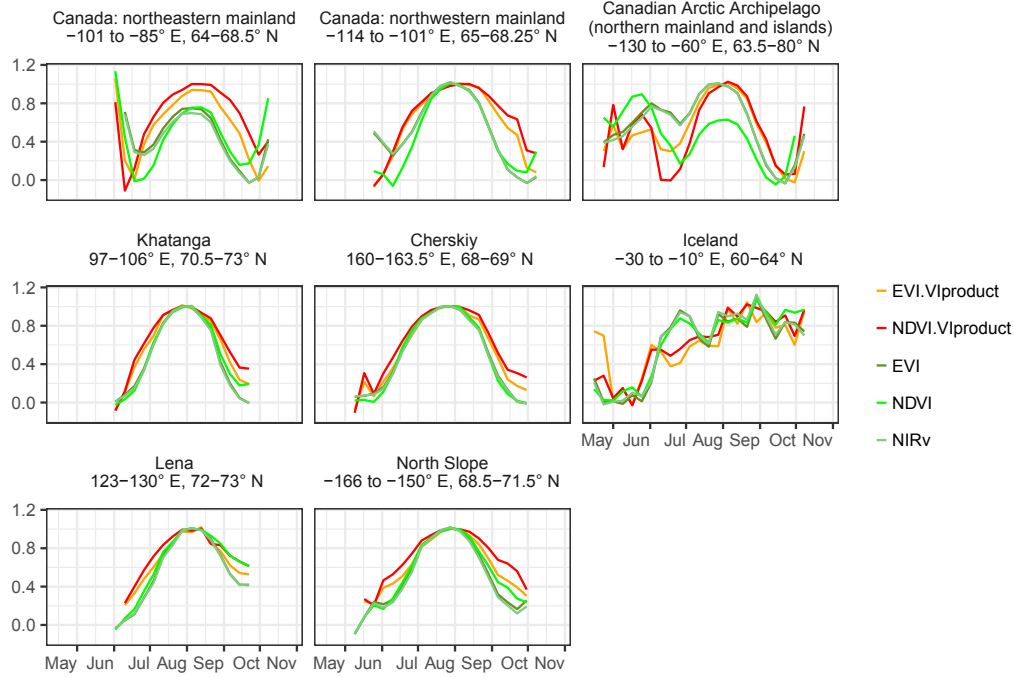 Canada: northeastern mainland
−101 to −85° E, 64−68.5° N
Canada: northwestern mainland
−114 to −101° E, 65−68.25° N
Canadian Arctic Archipelago
(northern mainland and islands)
−130 to −60° E, 63.5−80° N
1.2
0.8
0.4
0.0
Khatanga
97−106° E, 70.5−73° N
Cherskiy
160−163.5° E, 68−69° N
Iceland
−30 to −10° E, 60−64° N
1.2
0.8
0.4
0.0
May Jun Jul Aug Sep Oct Nov
EVI.VIproduct
NDVI.VIproduct
EVI
NDVI
NIRv
Lena
123−130° E, 72−73° N
North Slope
−166 to −150° E, 68.5−71.5° N
1.2
0.8
0.4
0.0
May Jun Jul Aug Sep Oct Nov
May Jun Jul Aug Sep Oct Nov